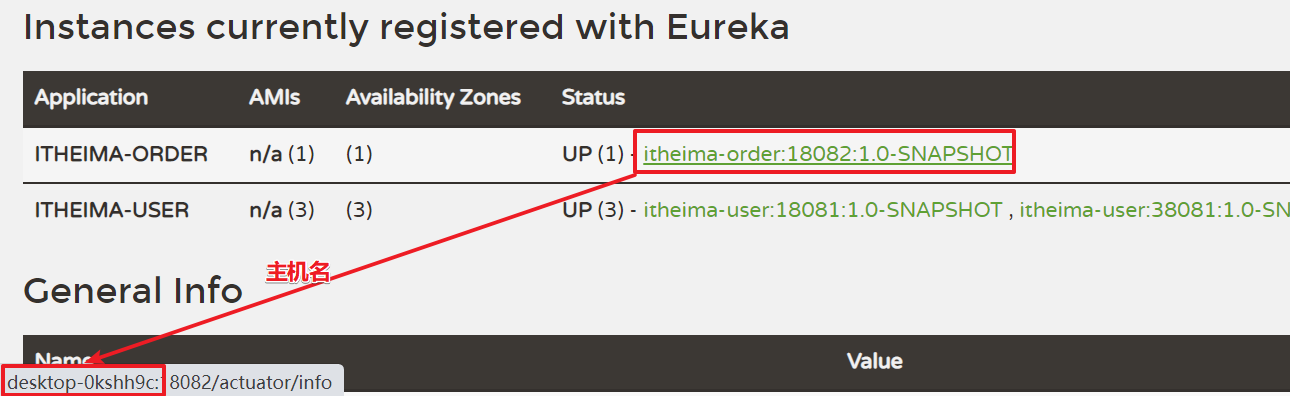 Instances currently registered with Eureka
Application AMIs Availability Zones Status
ITHEIMA-ORDER n/a (1) (1) UP (1) - itheima-order:18082:1.0-SNAPSHOT
ITHEIMA-USER n/a (3) (3) UP (3) - itheima-user:18081:1.0-SNAPSHOT , itheima-user:38081:1.0-SN
主机名
General Info
Name Value
desktop-0kshh9c:18082/actuator/info